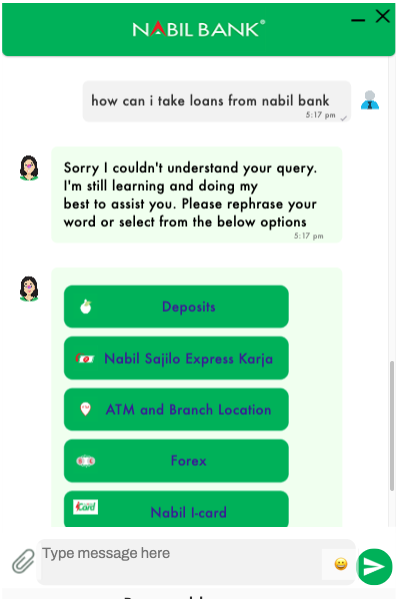 NABIL BANK®
how can i take loans from nabil bank
5:17 pm
Sorry I couldn't understand your query.
I'm still learning and doing my
best to assist you. Please rephrase your
word or select from the below options
5:17 pm
Deposits
Nabil Sajilo Express Karja
ATM and Branch Location
Forex
Card
Nabil I-card
Type message here